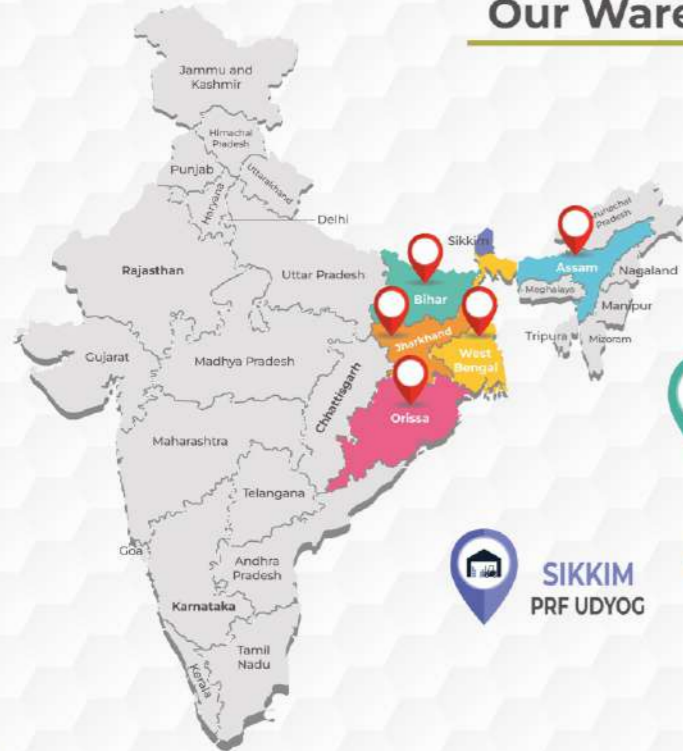 Our Ware
Jammu and
Kashmir
Himachal
Pradesh
Punjab
Uttarakhand
Haryana
Delhi
Sikkim
Pradesh
Rajasthan
Uttar Pradesh
Bihar
Assam
Nagaland
Meghalaya
Manipur
Jharkhand
Tripura
Mizoram
Gujarat
Madhya Pradesh
West
Bengal
Chhattisgarh
Orissa
Maharashtra
Telangana
Goa
Andhra
Pradesh
SIKKIM
PRF UDYOG
Karnataka
Tamil
Nadu
Kerala